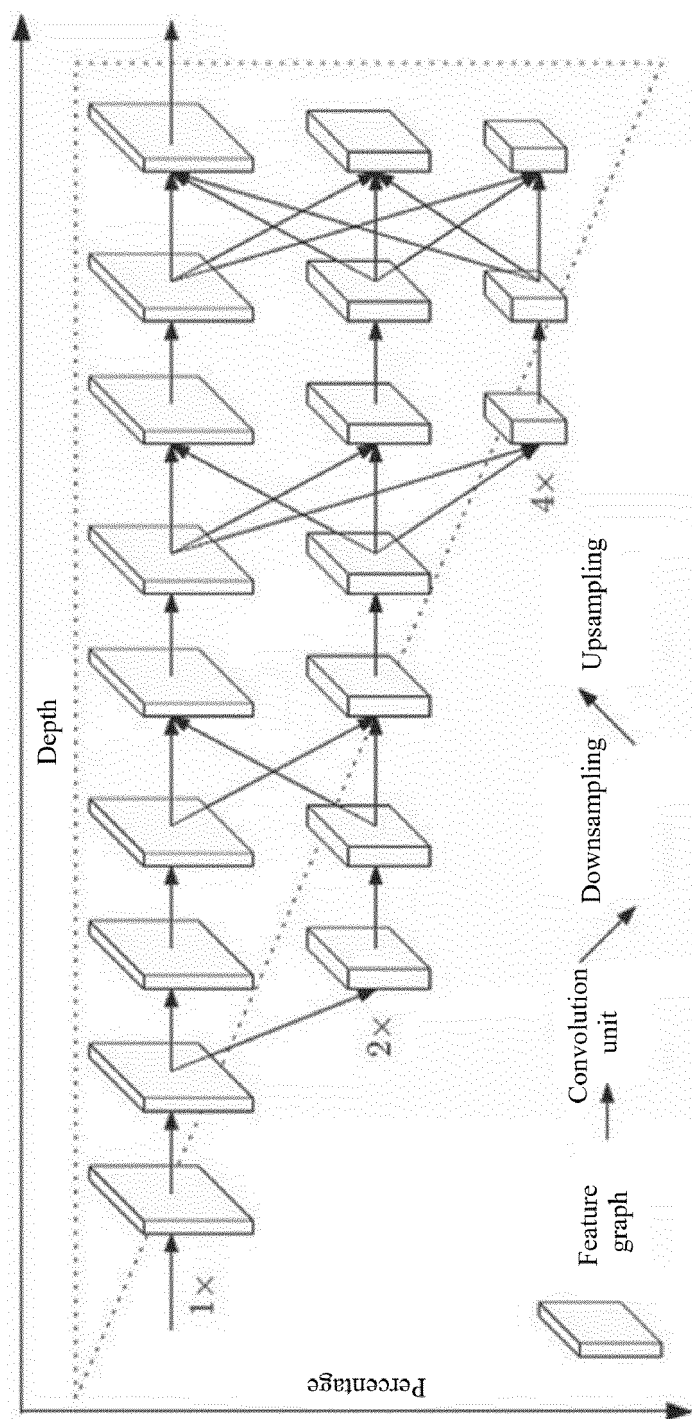 Depth
Percentage
1×
2×
4×
Feature
graph
Convolution
unit
Downsampling
Upsampling